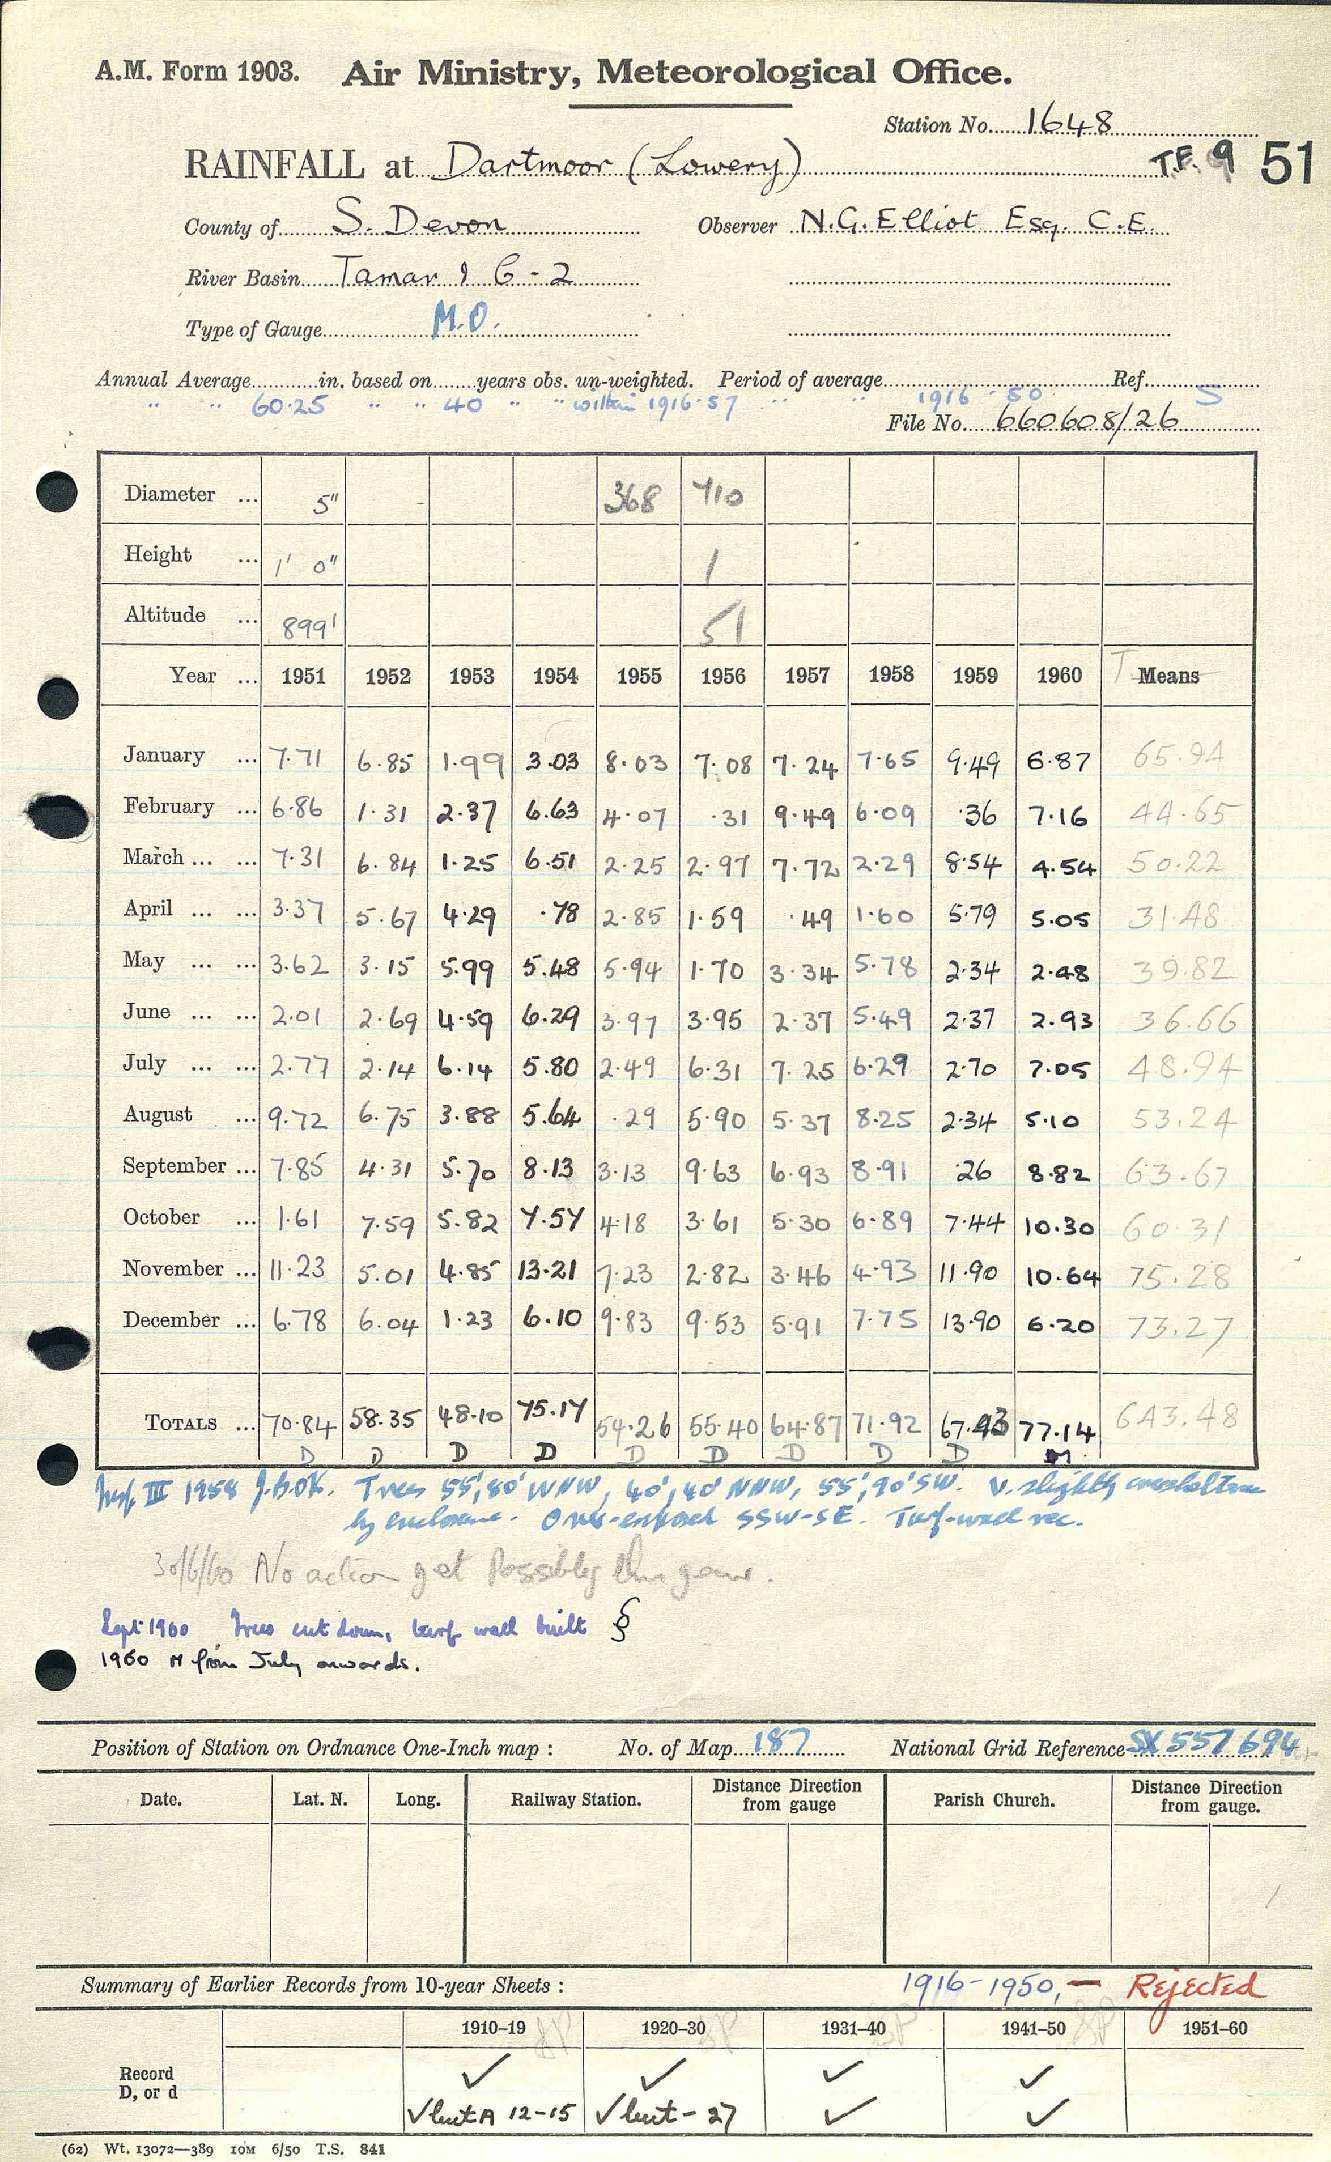 A.M. Form 1903. Air Ministry, Meteorological Office.
Station No. 1648
RAINFALL at Dartmoor (Lowery) T.F. 9 51
County of S. Devon Observer N.G. Elliot Esq. C.E.
River Basin Tamar 1 6-2
Type of Gauge M.O.
Annual Average in. based on years obs. un-weighted. Period of average Ref.
" " 60.25 " " 40 " " within 1916-57 " " 1916-50 S
File No. 660608/26
Diameter ... 5" 368 710
Height ... 1' 0" 1
Altitude ... 899' 51
Year ... 1951 1952 1953 1954 1955 1956 1957 1958 1959 1960 T Means
January ... 7.71 6.85 1.99 3.03 8.03 7.08 7.24 7.65 9.49 6.87 65.94
February ... 6.86 1.31 2.37 6.63 4.07 .31 9.49 6.09 .36 7.16 44.65
March ... ... 7.31 6.84 1.25 6.51 2.25 2.97 7.72 2.29 8.54 4.54 50.22
April ... ... 3.37 5.67 4.29 .78 2.85 1.59 .49 1.60 5.79 5.05 31.48
May ... ... 3.62 3.15 5.99 5.48 5.94 1.70 3.34 5.78 2.34 2.48 39.82
June ... ... 2.01 2.69 4.59 6.29 3.97 3.95 2.37 5.49 2.37 2.93 36.66
July ... ... 2.77 2.14 6.14 5.80 2.49 6.31 7.25 6.29 2.70 7.05 48.94
August ... 9.72 6.75 3.88 5.64 .29 5.90 5.37 8.25 2.34 5.10 53.24
September ... 7.85 4.31 5.70 8.13 3.13 9.63 6.93 8.91 .26 8.82 63.67
October ... 1.61 7.59 5.82 7.57 4.18 3.61 5.30 6.89 7.44 10.30 60.31
November ... 11.23 5.01 4.85 13.21 7.23 2.82 3.46 4.93 11.90 10.64 75.28
December ... 6.78 6.04 1.23 6.10 9.83 9.53 5.91 7.75 13.90 6.20 73.27
TOTALS ... 70.84 58.35 48.10 75.17 54.26 55.40 64.87 71.92 67.43 77.14 643.48
D D D D D D D D D M
Insp. III 1958 Trees 55', 80' WNW, 40', 40' NNW, 55', 90' SW. V. slightly
by enclosure. Over-exposed SSW-SE. Turf-wall rec.
30/6/60 No action yet Possibly this year.
Sept 1960 Trees cut down, turf wall built §
1960 M from July onwards.
Position of Station on Ordnance One-Inch map : No. of Map 187 National Grid Reference SX 557 694
Date. Lat. N. Long. Railway Station. Distance Direction from gauge Parish Church. Distance Direction from gauge.
Summary of Earlier Records from 10-year Sheets : 1916-1950, — Rejected
1910–19 1920–30 1931–40 1941–50 1951–60
Record ✓ ✓ ✓ ✓
D, or d ✓ but A 12-15 ✓ but - 27 ✓ ✓
(62) Wt. 13072—389 10M 6/50 T.S. 841